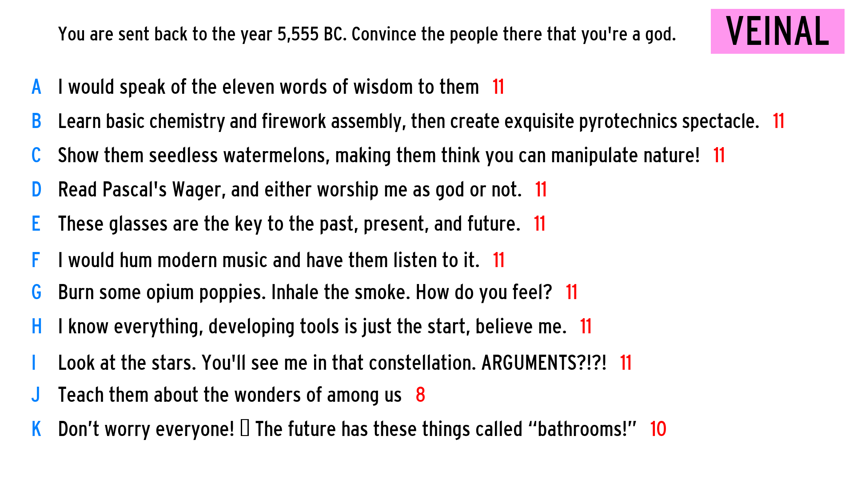 You are sent back to the year 5,555 BC. Convince the people there that you're a god.
VEINAL
A I would speak of the eleven words of wisdom to them 11
B Learn basic chemistry and firework assembly, then create exquisite pyrotechnics spectacle. 11
C Show them seedless watermelons, making them think you can manipulate nature! 11
D Read Pascal's Wager, and either worship me as god or not. 11
E These glasses are the key to the past, present, and future. 11
F I would hum modern music and have them listen to it. 11
G Burn some opium poppies. Inhale the smoke. How do you feel? 11
H I know everything, developing tools is just the start, believe me. 11
I Look at the stars. You'll see me in that constellation. ARGUMENTS?!?! 11
J Teach them about the wonders of among us 8
K Don’t worry everyone! ▯ The future has these things called “bathrooms!” 10